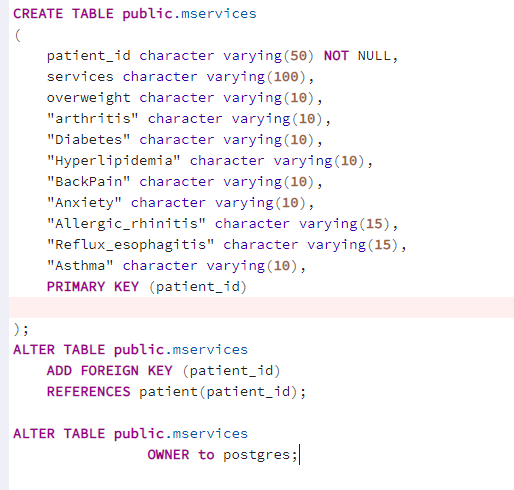 CREATE TABLE public.mservices
(
    patient_id character varying(50) NOT NULL,
    services character varying(100),
    overweight character varying(10),
    "arthritis" character varying(10),
    "Diabetes" character varying(10),
    "Hyperlipidemia" character varying(10),
    "BackPain" character varying(10),
    "Anxiety" character varying(10),
    "Allergic_rhinitis" character varying(15),
    "Reflux_esophagitis" character varying(15),
    "Asthma" character varying(10),
    PRIMARY KEY (patient_id)
);
ALTER TABLE public.mservices
    ADD FOREIGN KEY (patient_id)
    REFERENCES patient(patient_id);
ALTER TABLE public.mservices
                OWNER to postgres;